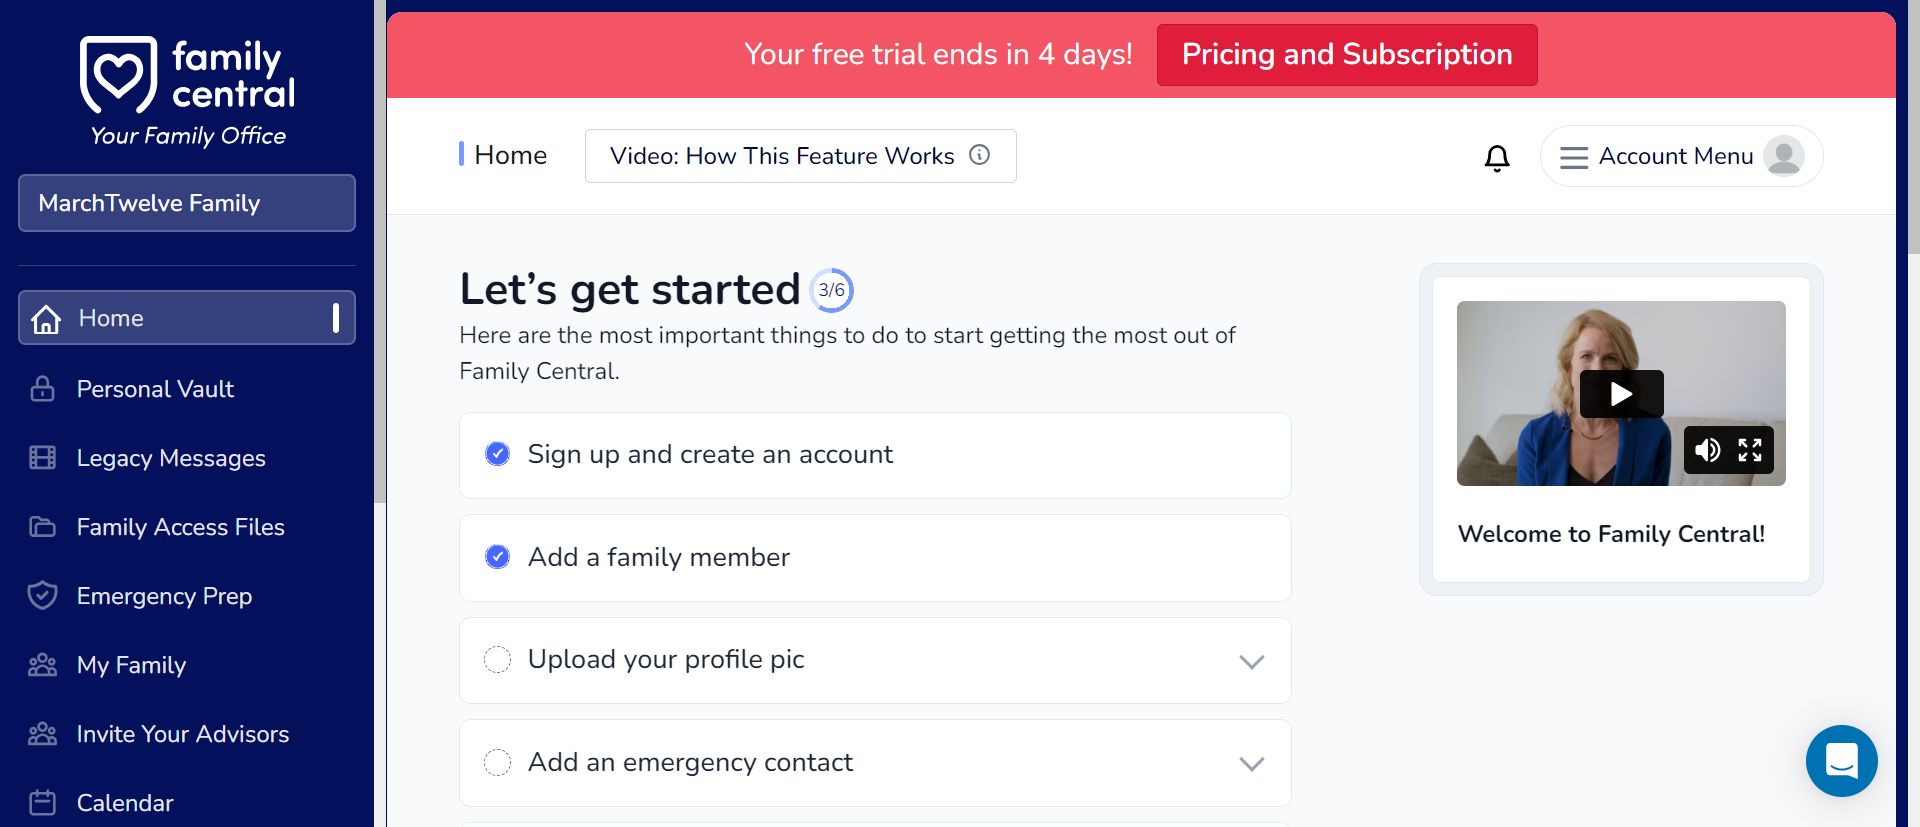 family
central
Your Family Office
MarchTwelve Family
Home
Personal Vault
Legacy Messages
Family Access Files
Emergency Prep
My Family
Invite Your Advisors
Calendar
Your free trial ends in 4 days!
Pricing and Subscription
Home
Video: How This Feature Works
Account Menu
Let’s get started
3/6
Here are the most important things to do to start getting the most out of
Family Central.
Sign up and create an account
Add a family member
Upload your profile pic
Add an emergency contact
Welcome to Family Central!